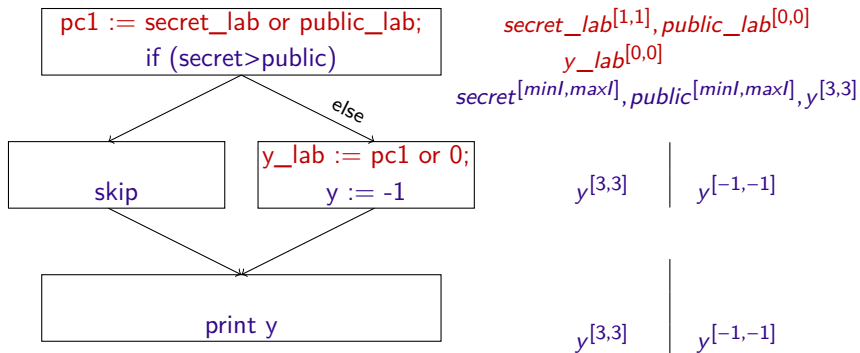 pc1 := secret_lab or public_lab;
if (secret>public)
secret_lab[1,1], public_lab[0,0]
y_lab[0,0]
secret[minI,maxI], public[minI,maxI], y[3,3]
else
skip
y_lab := pc1 or 0;
y := -1
y[3,3] y[−1,−1]
print y
y[3,3] y[−1,−1]